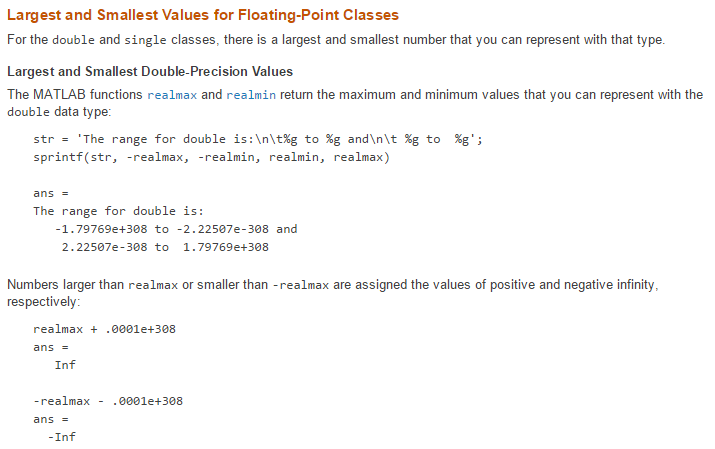 Largest and Smallest Values for Floating-Point Classes
For the double and single classes, there is a largest and smallest number that you can represent with that type.
Largest and Smallest Double-Precision Values
The MATLAB functions realmax and realmin return the maximum and minimum values that you can represent with the
double data type:
str = 'The range for double is:\n\t%g to %g and\n\t %g to  %g';
sprintf(str, -realmax, -realmin, realmin, realmax)
ans =
The range for double is:
-1.79769e+308 to -2.22507e-308 and
2.22507e-308 to  1.79769e+308
Numbers larger than realmax or smaller than -realmax are assigned the values of positive and negative infinity,
respectively:
realmax + .0001e+308
ans =
Inf
-realmax - .0001e+308
ans =
-Inf